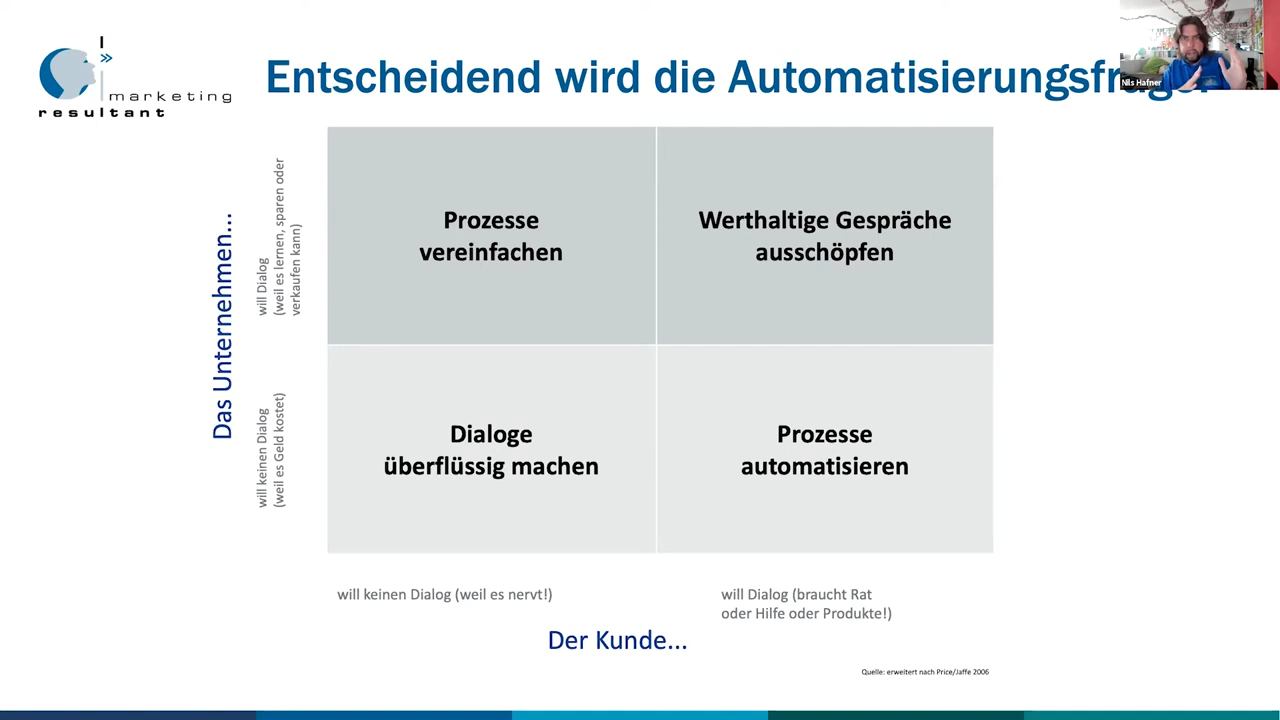 marketing
resultant
Entscheidend wird die Automatisierungsfrage.
Nils Hafner
Das Unternehmen...
will Dialog
(weil es lernen, sparen oder
verkaufen kann)
will keinen Dialog
(weil es Geld kostet)
Prozesse
vereinfachen
Werthaltige Gespräche
ausschöpfen
Dialoge
überflüssig machen
Prozesse
automatisieren
will keinen Dialog (weil es nervt!)
will Dialog (braucht Rat
oder Hilfe oder Produkte!)
Der Kunde...
Quelle: erweitert nach Price/Jaffe 2006